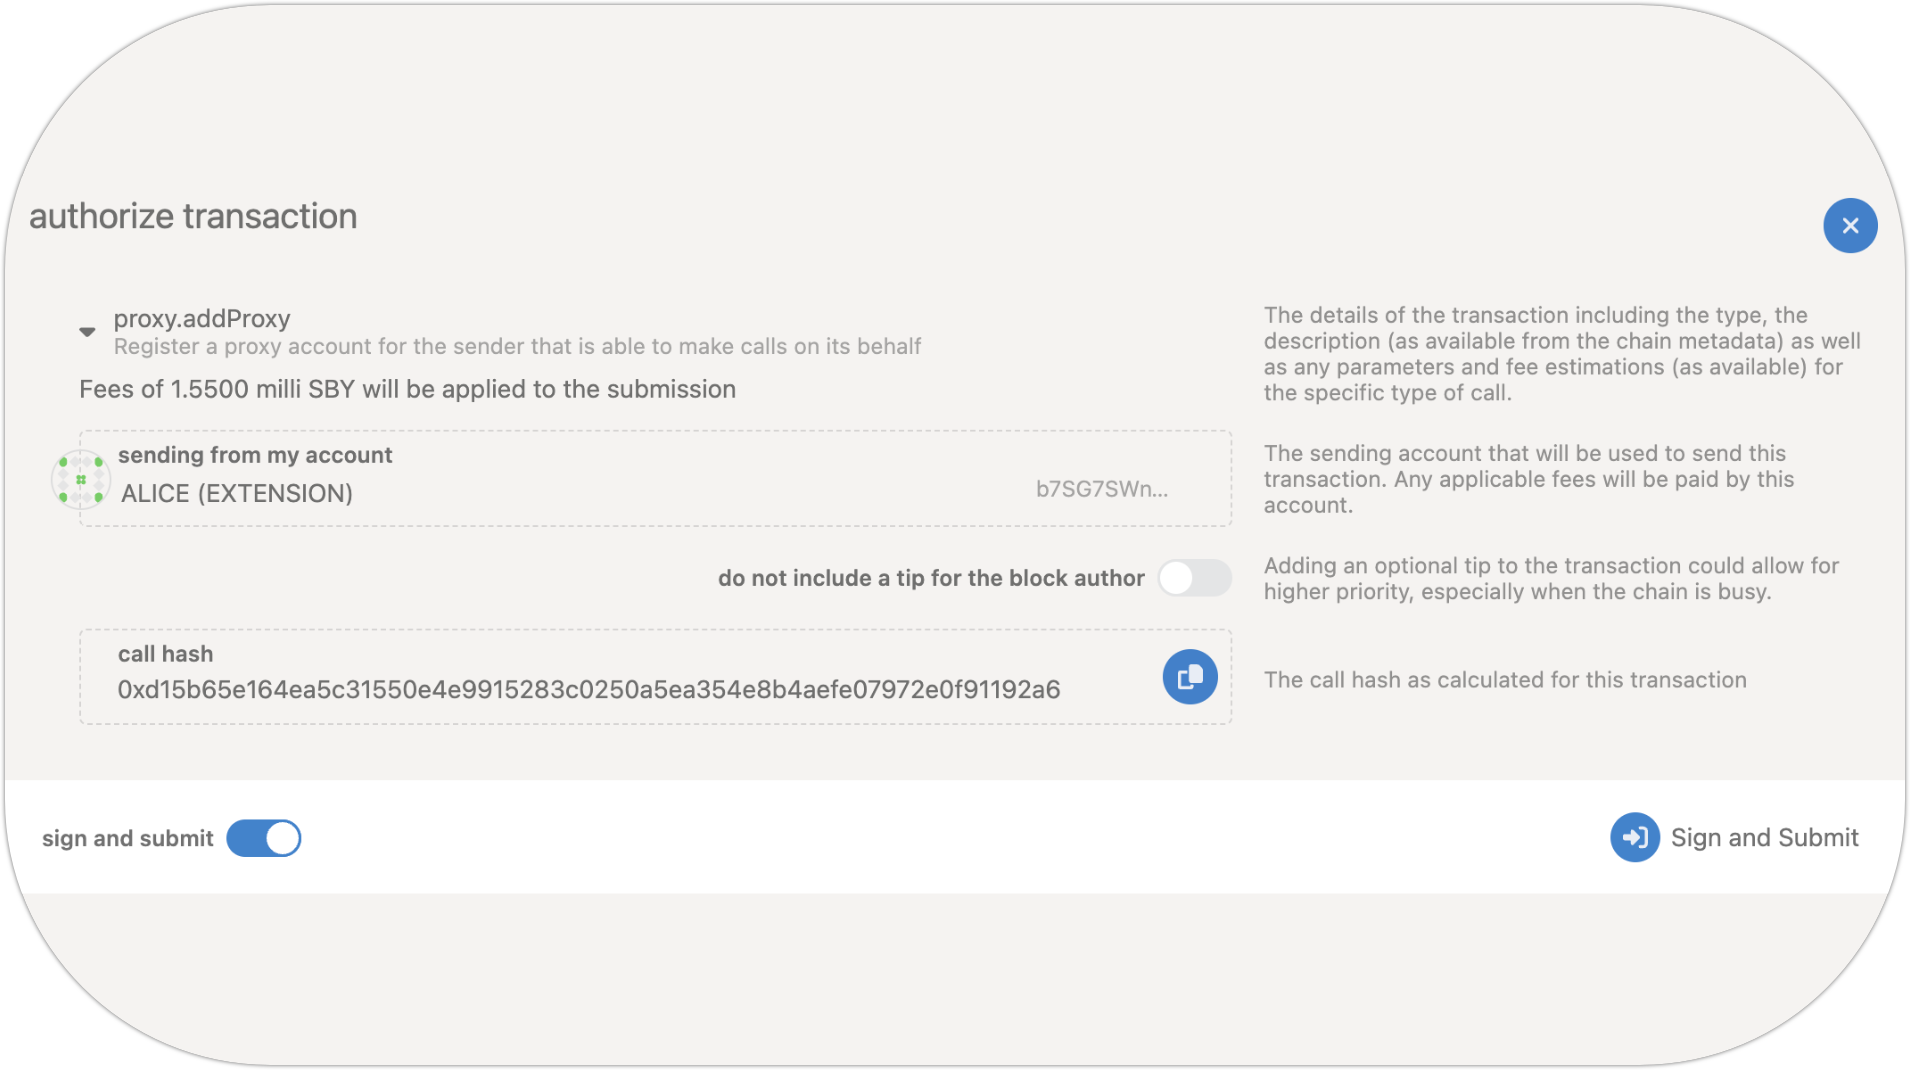 authorize transaction
proxy.addProxy
Register a proxy account for the sender that is able to make calls on its behalf
Fees of 1.5500 milli SBY will be applied to the submission
The details of the transaction including the type, the
description (as available from the chain metadata) as well
as any parameters and fee estimations (as available) for
the specific type of call.
sending from my account
ALICE (EXTENSION)
b7SG7SWn...
The sending account that will be used to send this
transaction. Any applicable fees will be paid by this
account.
do not include a tip for the block author
Adding an optional tip to the transaction could allow for
higher priority, especially when the chain is busy.
call hash
0xd15b65e164ea5c31550e4e9915283c0250a5ea354e8b4aefe07972e0f91192a6
The call hash as calculated for this transaction
sign and submit
Sign and Submit